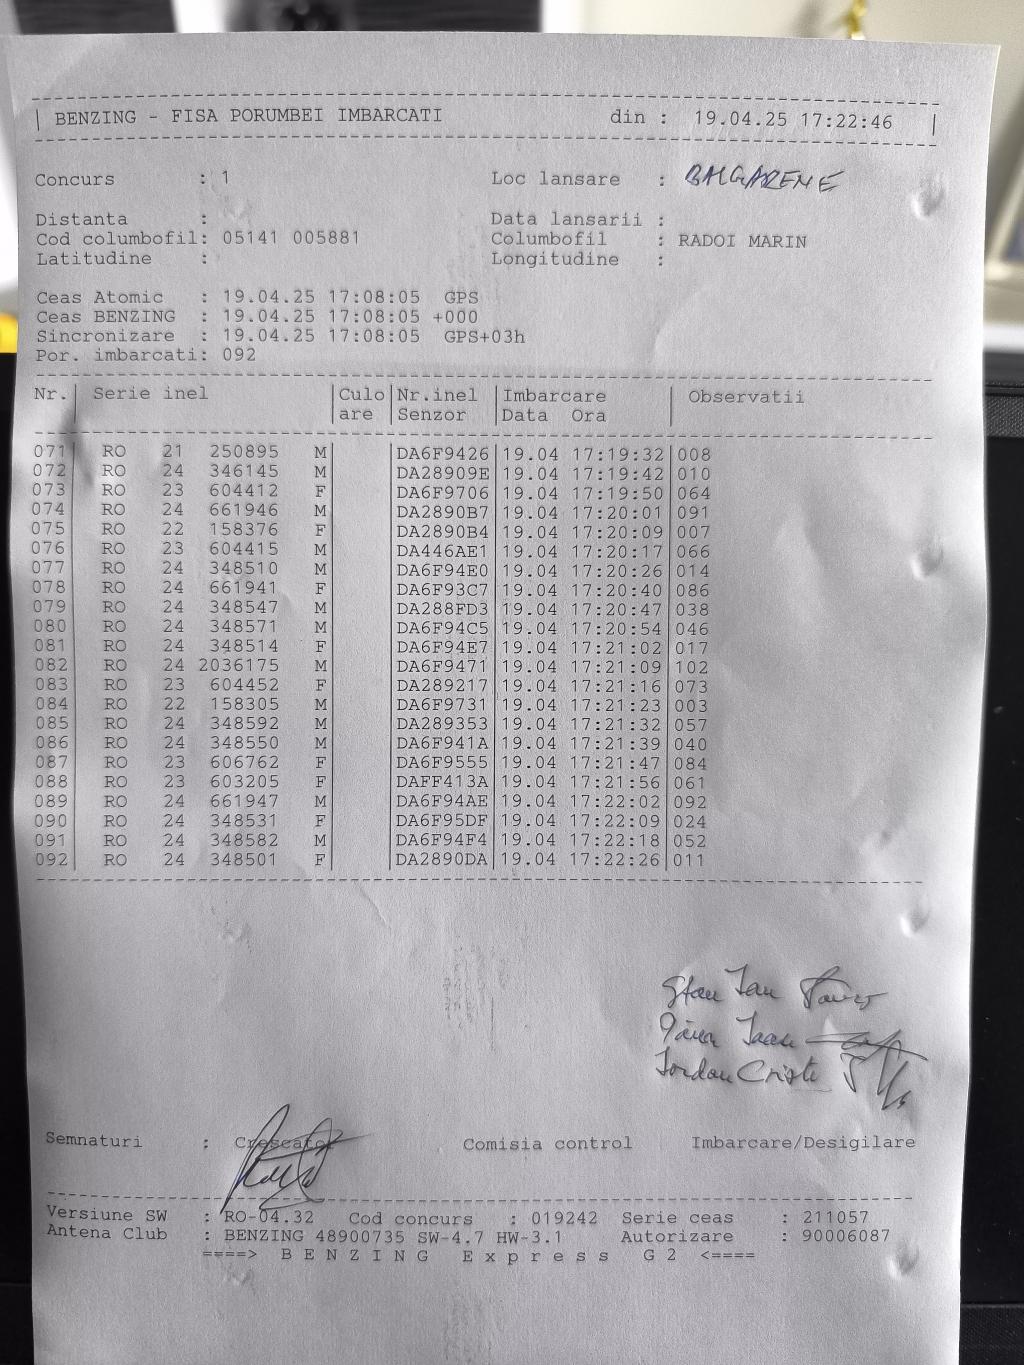 BENZING - FISA PORUMBEI IMBARCATI din : 19.04.25 17:22:46
Concurs : 1 Loc lansare : BALGARENE
Distanta : Data lansarii :
Cod columbofil: 05141 005881 Columbofil : RADOI MARIN
Latitudine : Longitudine :
Ceas Atomic : 19.04.25 17:08:05 GPS
Ceas BENZING : 19.04.25 17:08:05 +000
Sincronizare : 19.04.25 17:08:05 GPS+03h
Por. imbarcati: 092
Nr. Serie inel Culo Nr.inel Imbarcare Observatii
are Senzor Data Ora
071 RO 21 250895 M DA6F9426 19.04 17:19:32 008
072 RO 24 346145 M DA28909E 19.04 17:19:42 010
073 RO 23 604412 F DA6F9706 19.04 17:19:50 064
074 RO 24 661946 M DA2890B7 19.04 17:20:01 091
075 RO 22 158376 F DA2890B4 19.04 17:20:09 007
076 RO 23 604415 M DA446AE1 19.04 17:20:17 066
077 RO 24 348510 M DA6F94E0 19.04 17:20:26 014
078 RO 24 661941 F DA6F93C7 19.04 17:20:40 086
079 RO 24 348547 M DA288FD3 19.04 17:20:47 038
080 RO 24 348571 M DA6F94C5 19.04 17:20:54 046
081 RO 24 348514 F DA6F94E7 19.04 17:21:02 017
082 RO 24 2036175 M DA6F9471 19.04 17:21:09 102
083 RO 23 604452 F DA289217 19.04 17:21:16 073
084 RO 22 158305 M DA6F9731 19.04 17:21:23 003
085 RO 24 348592 M DA289353 19.04 17:21:32 057
086 RO 24 348550 M DA6F941A 19.04 17:21:39 040
087 RO 23 606762 F DA6F9555 19.04 17:21:47 084
088 RO 23 603205 F DAFF413A 19.04 17:21:56 061
089 RO 24 661947 M DA6F94AE 19.04 17:22:02 092
090 RO 24 348531 F DA6F95DF 19.04 17:22:09 024
091 RO 24 348582 M DA6F94F4 19.04 17:22:18 052
092 RO 24 348501 F DA2890DA 19.04 17:22:26 011
Stan Ian
Iordan Cristi
Semnaturi : Crescator Comisia control Imbarcare/Desigilare
Versiune SW : RO-04.32 Cod concurs : 019242 Serie ceas : 211057
Antena Club : BENZING 48900735 SW-4.7 HW-3.1 Autorizare : 90006087
====> B E N Z I N G E x p r e s s G 2 <====